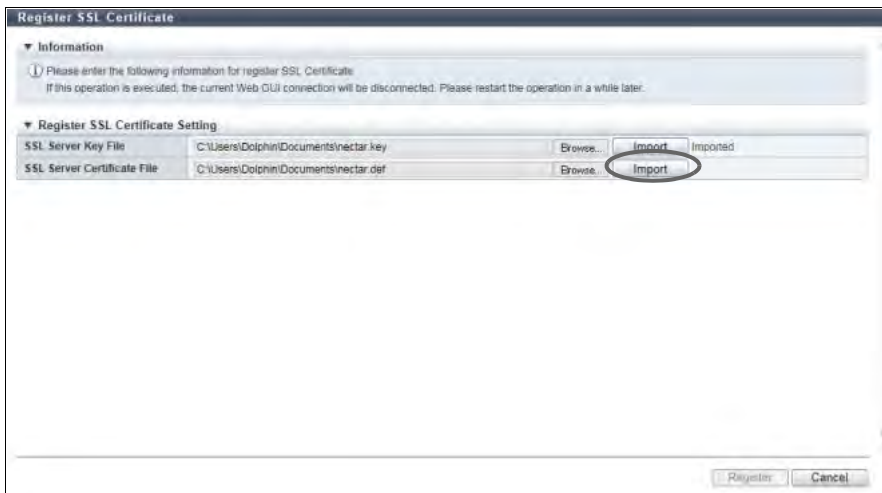 Register SSL Certificate
▼ Information
Please enter the following information for register SSL Certificate
If this operation is executed, the current Web GUI connection will be disconnected. Please restart the operation in a while later.
▼ Register SSL Certificate Setting
SSL Server Key File C:\Users\Dolphin\Documents\nectar.key Browse... Import Imported
SSL Server Certificate File C:\Users\Dolphin\Documents\nectar.def Browse... Import
Register Cancel